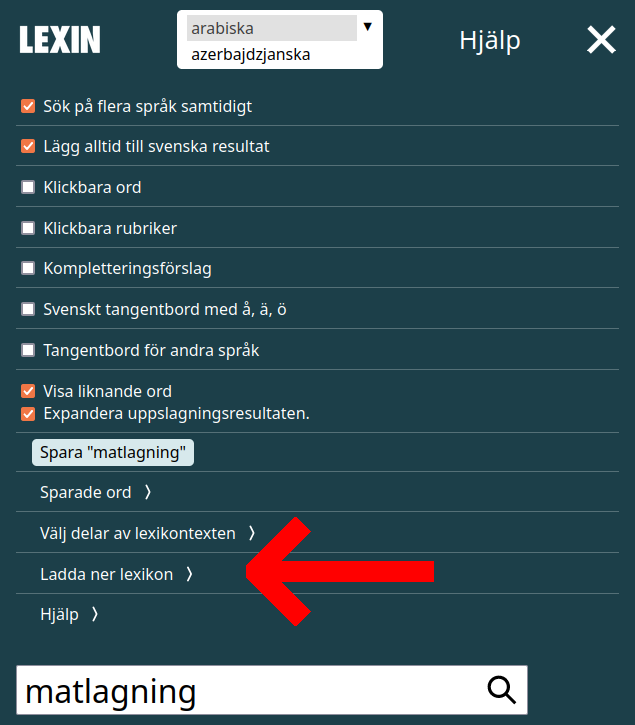 LEXIN
arabiska
azerbajdzjanska
Hjälp
Sök på flera språk samtidigt
Lägg alltid till svenska resultat
Klickbara ord
Klickbara rubriker
Kompletteringsförslag
Svenskt tangentbord med å, ä, ö
Tangentbord för andra språk
Visa liknande ord
Expandera uppslagningsresultaten.
Spara "matlagning"
Sparade ord
Välj delar av lexikontexten
Ladda ner lexikon
Hjälp
matlagning